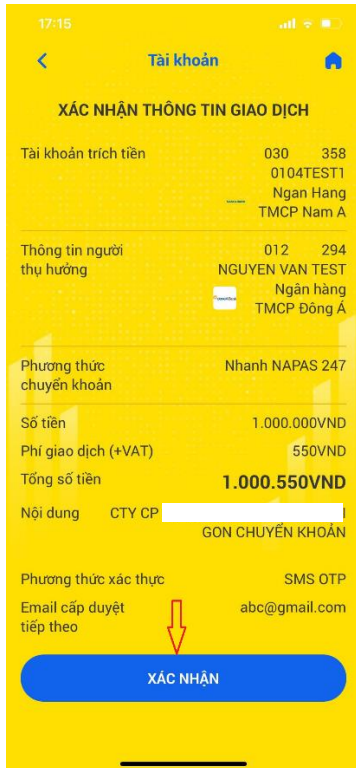 17:15
Tài khoản
XÁC NHẬN THÔNG TIN GIAO DỊCH
Tài khoản trích tiền
030 358
0104TEST1
Ngan Hang
TMCP Nam A
Thông tin người
thụ hưởng
012 294
NGUYEN VAN TEST
Ngân hàng
TMCP Đông Á
Phương thức
chuyển khoản
Nhanh NAPAS 247
Số tiền
1.000.000VND
Phí giao dịch (+VAT)
550VND
Tổng số tiền
1.000.550VND
Nội dung
CTY CP
GON CHUYỂN KHOẢN
Phương thức xác thực
SMS OTP
Email cấp duyệt
tiếp theo
abc@gmail.com
XÁC NHẬN